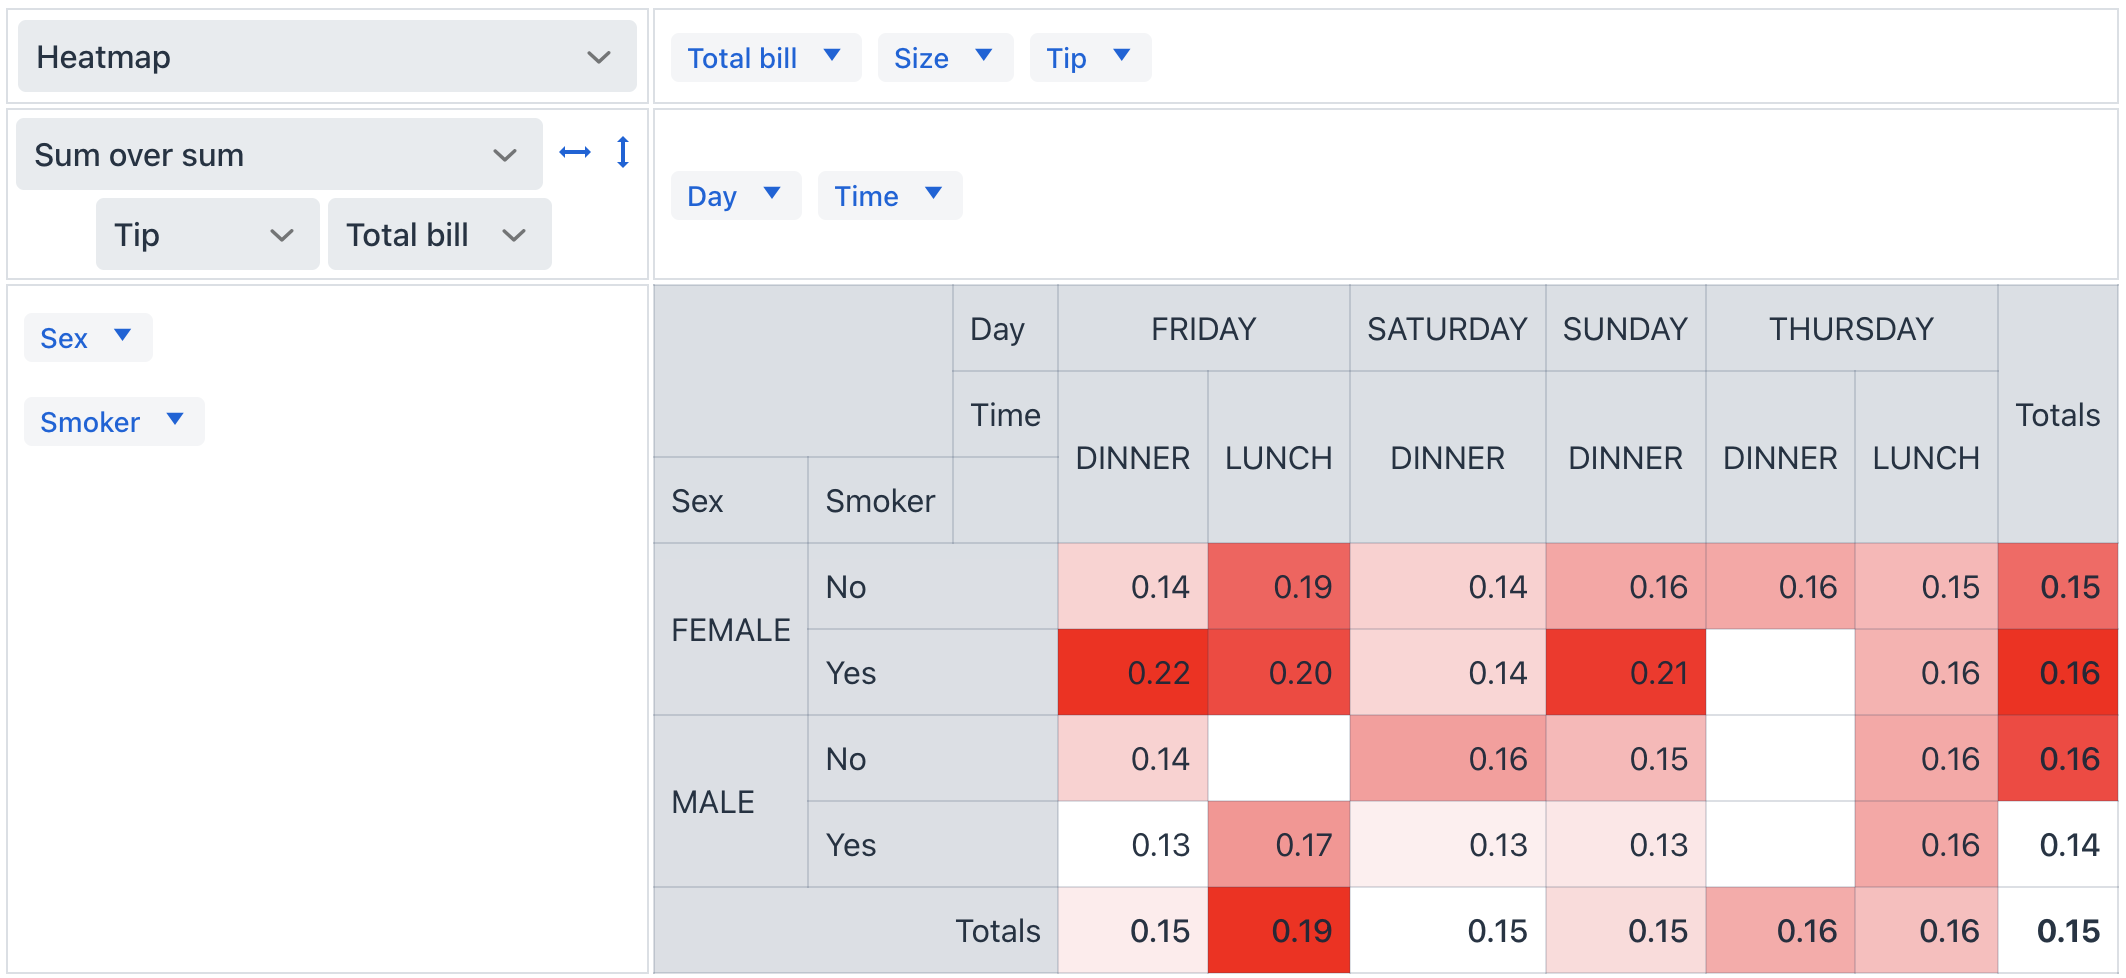 Heatmap
Total bill Size Tip
Sum over sum
Tip Total bill
Day Time
Sex
Smoker
Day FRIDAY SATURDAY SUNDAY THURSDAY Totals
Time DINNER LUNCH DINNER DINNER DINNER LUNCH
Sex Smoker
FEMALE No 0.14 0.19 0.14 0.16 0.16 0.15 0.15
Yes 0.22 0.20 0.14 0.21 0.16 0.16
MALE No 0.14 0.16 0.15 0.16 0.16
Yes 0.13 0.17 0.13 0.13 0.16 0.14
Totals 0.15 0.19 0.15 0.15 0.16 0.16 0.15